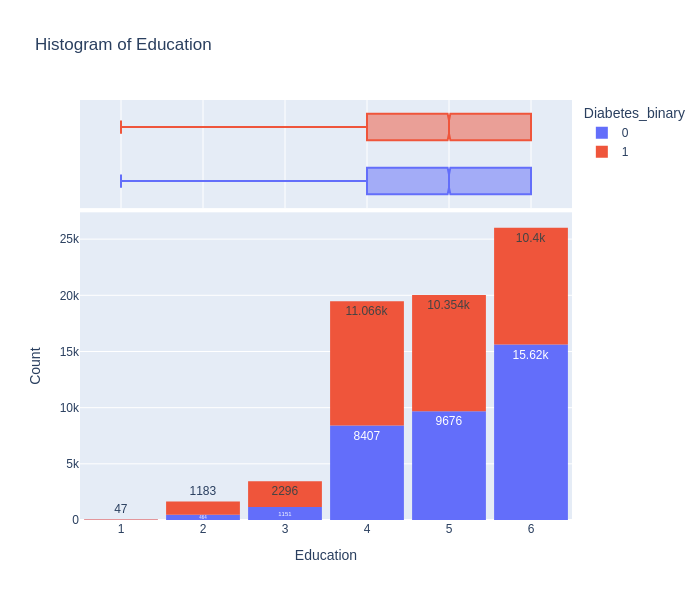 Histogram of Education
Diabetes_binary
0
1
25k
20k
15k
10k
5k
0
Count
47
1183
2296
1151
11.066k
8407
10.354k
9676
10.4k
15.62k
1
2
3
4
5
6
Education